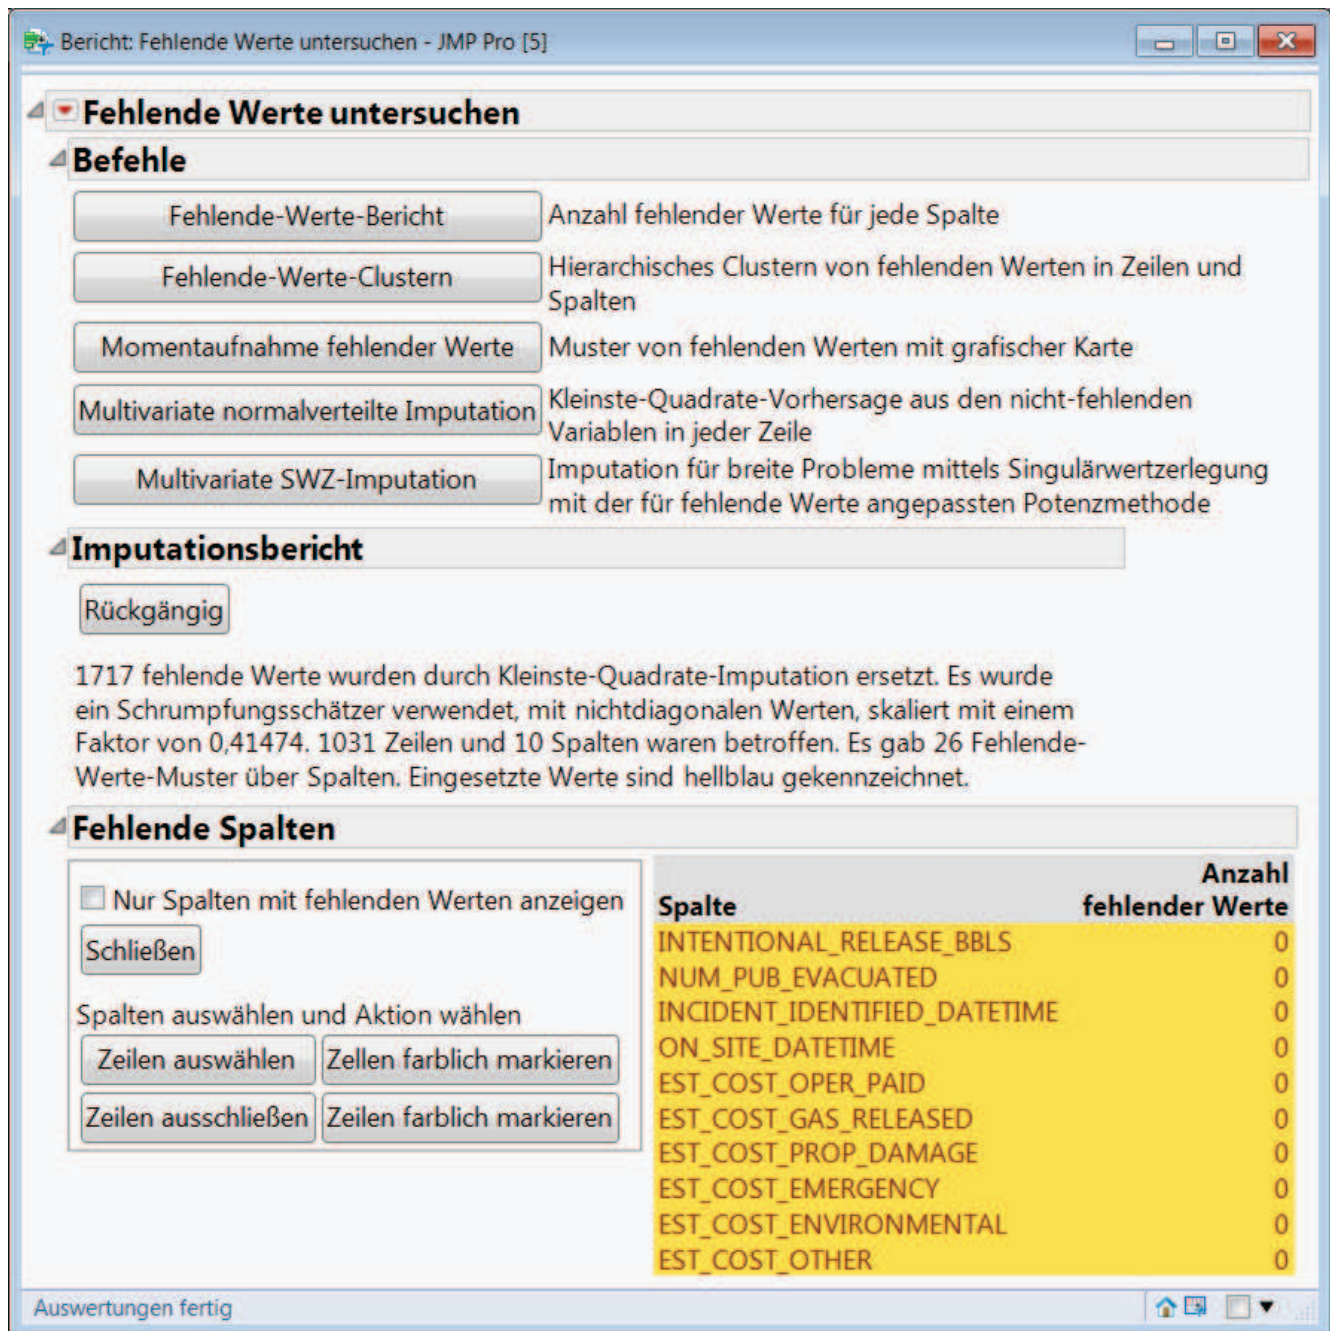 Bericht: Fehlende Werte untersuchen - JMP Pro [5]
Fehlende Werte untersuchen
Befehle
Fehlende-Werte-Bericht Anzahl fehlender Werte für jede Spalte
Fehlende-Werte-Clustern Hierarchisches Clustern von fehlenden Werten in Zeilen und
Spalten
Momentaufnahme fehlender Werte Muster von fehlenden Werten mit grafischer Karte
Multivariate normalverteilte Imputation Kleinste-Quadrate-Vorhersage aus den nicht-fehlenden
Variablen in jeder Zeile
Multivariate SWZ-Imputation Imputation für breite Probleme mittels Singulärwertzerlegung
mit der für fehlende Werte angepassten Potenzmethode
Imputationsbericht
Rückgängig
1717 fehlende Werte wurden durch Kleinste-Quadrate-Imputation ersetzt. Es wurde
ein Schrumpfungsschätzer verwendet, mit nichtdiagonalen Werten, skaliert mit einem
Faktor von 0,41474. 1031 Zeilen und 10 Spalten waren betroffen. Es gab 26 Fehlende-
Werte-Muster über Spalten. Eingesetzte Werte sind hellblau gekennzeichnet.
Fehlende Spalten
Nur Spalten mit fehlenden Werten anzeigen
Schließen
Spalten auswählen und Aktion wählen
Zeilen auswählen Zellen farblich markieren
Zeilen ausschließen Zeilen farblich markieren
Anzahl
Spalte fehlender Werte
INTENTIONAL_RELEASE_BBLS 0
NUM_PUB_EVACUATED 0
INCIDENT_IDENTIFIED_DATETIME 0
ON_SITE_DATETIME 0
EST_COST_OPER_PAID 0
EST_COST_GAS_RELEASED 0
EST_COST_PROP_DAMAGE 0
EST_COST_EMERGENCY 0
EST_COST_ENVIRONMENTAL 0
EST_COST_OTHER 0
Auswertungen fertig